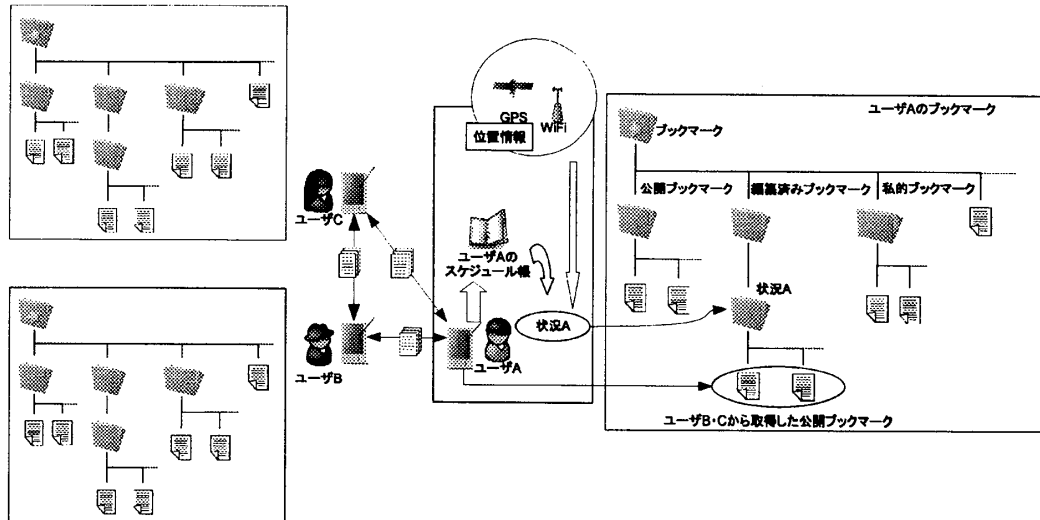 GPS
WiFi
位置情報
ユーザC
ユーザAの
スケジュール帳
状況A
ユーザB
ユーザA
ユーザAのブックマーク
ブックマーク
公開ブックマーク
編纂済みブックマーク
私的ブックマーク
状況A
ユーザB・Cから取得した公開ブックマーク